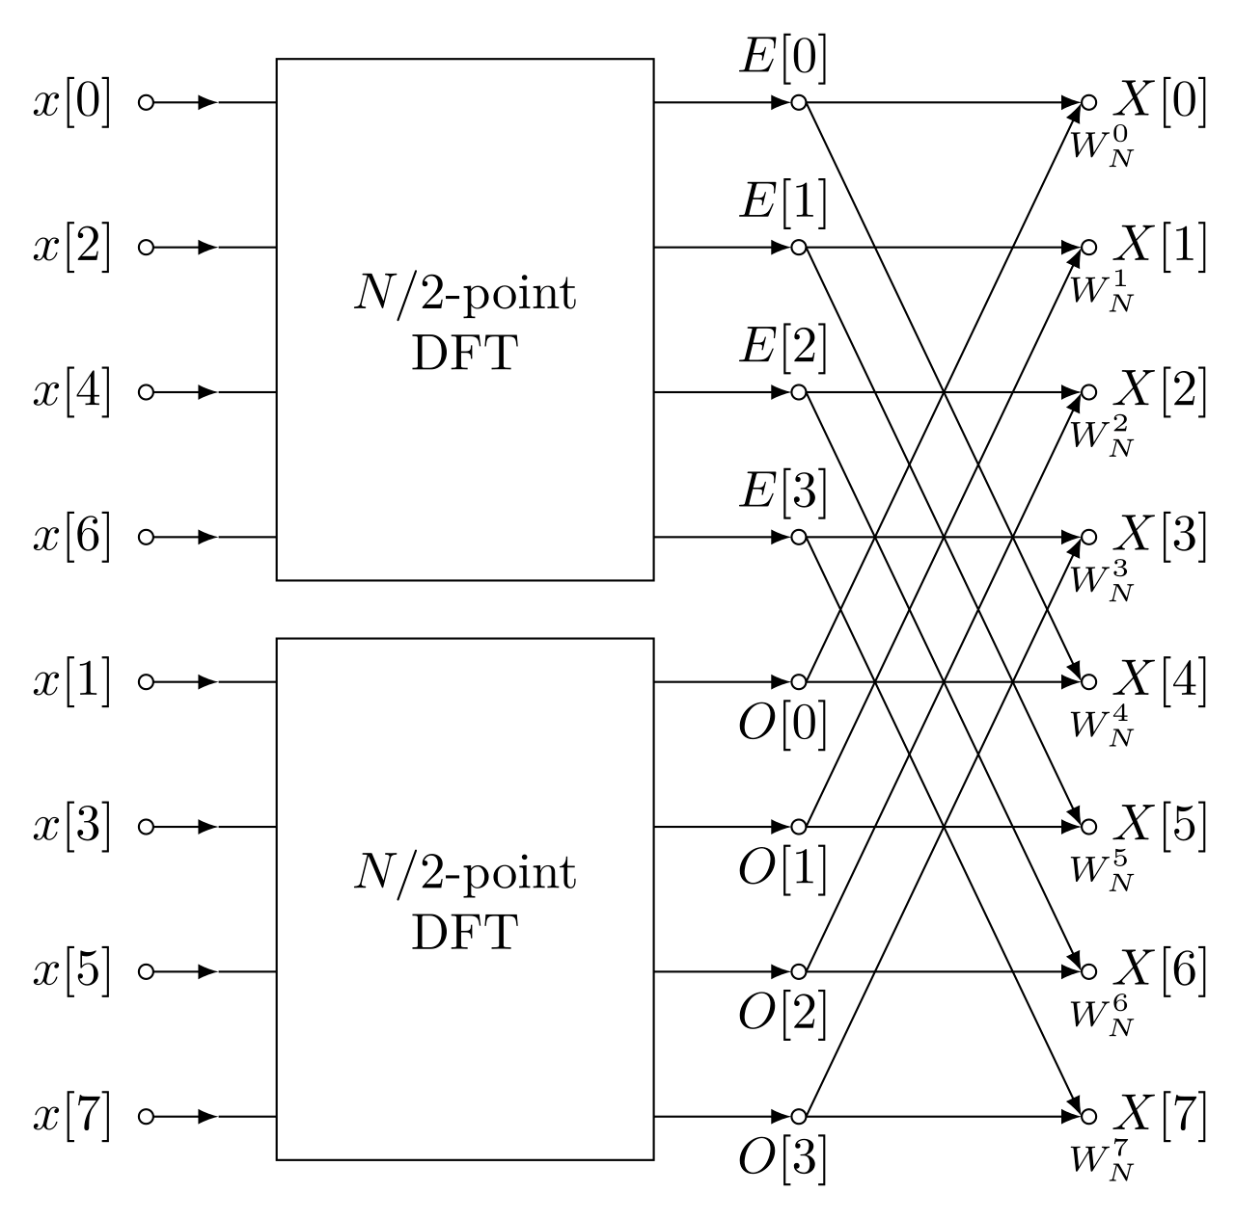 x[0]
x[2]
x[4]
x[6]
x[1]
x[3]
x[5]
x[7]
N/2-point
DFT
N/2-point
DFT
E[0]
E[1]
E[2]
E[3]
O[0]
O[1]
O[2]
O[3]
X[0]
W_N^0
X[1]
W_N^1
X[2]
W_N^2
X[3]
W_N^3
X[4]
W_N^4
X[5]
W_N^5
X[6]
W_N^6
X[7]
W_N^7